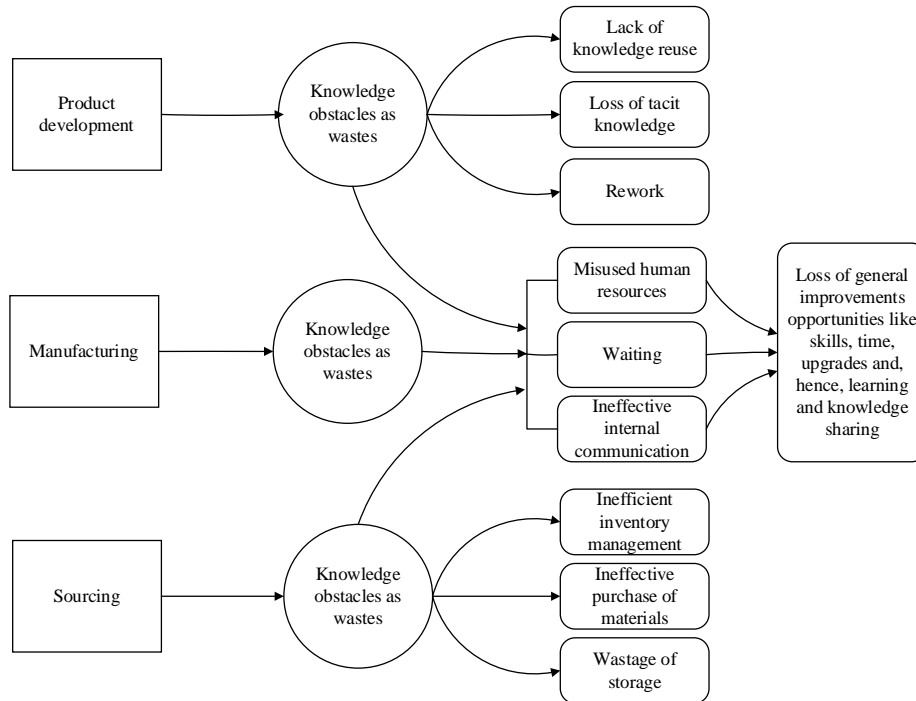 Product
development
Knowledge
obstacles as
wastes
Lack of
knowledge reuse
Loss of tacit
knowledge
Rework
Manufacturing
Knowledge
obstacles as
wastes
Misused human
resources
Waiting
Ineffective
internal
communication
Loss of general
improvements
opportunities like
skills, time,
upgrades and,
hence, learning
and knowledge
sharing
Sourcing
Knowledge
obstacles as
wastes
Inefficient
inventory
management
Ineffective
purchase of
materials
Wastage of
storage